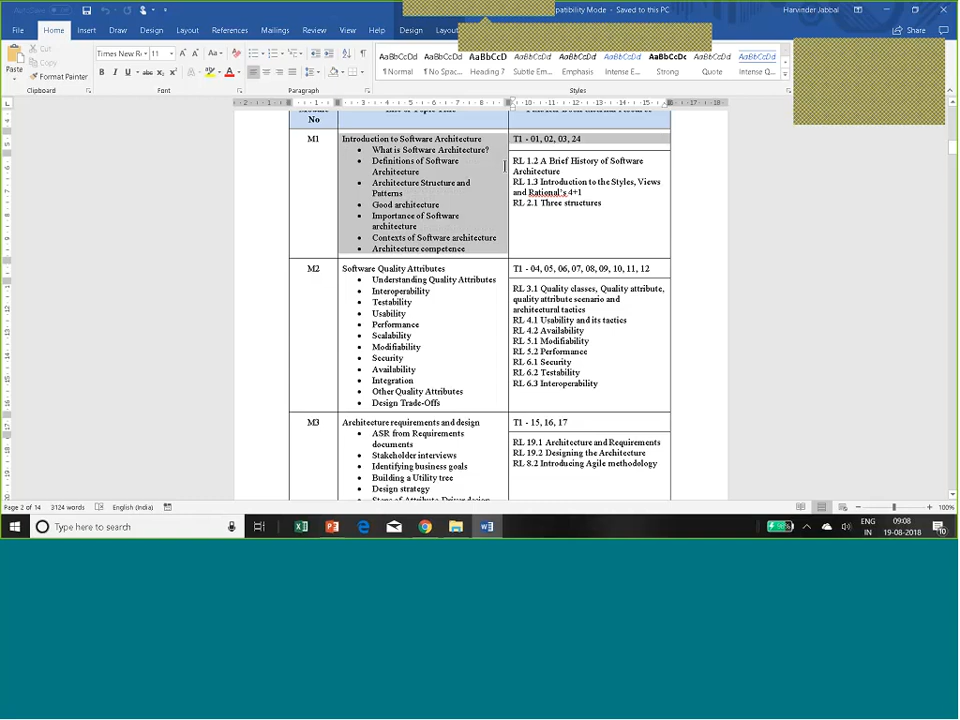 patibility Mode - Saved to this PC
Harvinder Jabbal
File Home Insert Draw Design Layout References Mailings Review View Help Design Layou
Share
Cut
Copy
Format Painter
Paste
Times New Ro 11
AaBbCcDd AaBbCcDd AaBbCcD AaBbCcDd AaBbCcDd AaBbCcDd AaBbCcDc AaBbCcDd AaBbCcDd
¶ Normal ¶ No Spac... Heading 7 Subtle Em... Emphasis Intense E... Strong Quote Intense Q...
Clipboard Font Paragraph Styles
No
M1
Introduction to Software Architecture
• What is Software Architecture?
• Definitions of Software
Architecture
• Architecture Structure and
Patterns
• Good architecture
• Importance of Software
architecture
• Contexts of Software architecture
• Architecture competence
T1 - 01, 02, 03, 24
RL 1.2 A Brief History of Software
Architecture
RL 1.3 Introduction to the Styles, Views
and Rational's 4+1
RL 2.1 Three structures
M2
Software Quality Attributes
• Understanding Quality Attributes
• Interoperability
• Testability
• Usability
• Performance
• Scalability
• Modifiability
• Security
• Availability
• Integration
• Other Quality Attributes
• Design Trade-Offs
T1 - 04, 05, 06, 07, 08, 09, 10, 11, 12
RL 3.1 Quality classes, Quality attribute,
quality attribute scenario and
architectural tactics
RL 4.1 Usability and its tactics
RL 4.2 Availability
RL 5.1 Modifiability
RL 5.2 Performance
RL 6.1 Security
RL 6.2 Testability
RL 6.3 Interoperability
M3
Architecture requirements and design
• ASR from Requirements
documents
• Stakeholder interviews
• Identifying business goals
• Building a Utility tree
• Design strategy
T1 - 15, 16, 17
RL 19.1 Architecture and Requirements
RL 19.2 Designing the Architecture
RL 8.2 Introducing Agile methodology
Page 2 of 14 3124 words English (India)
100%
Type here to search
ENG
IN
09:08
19-08-2018